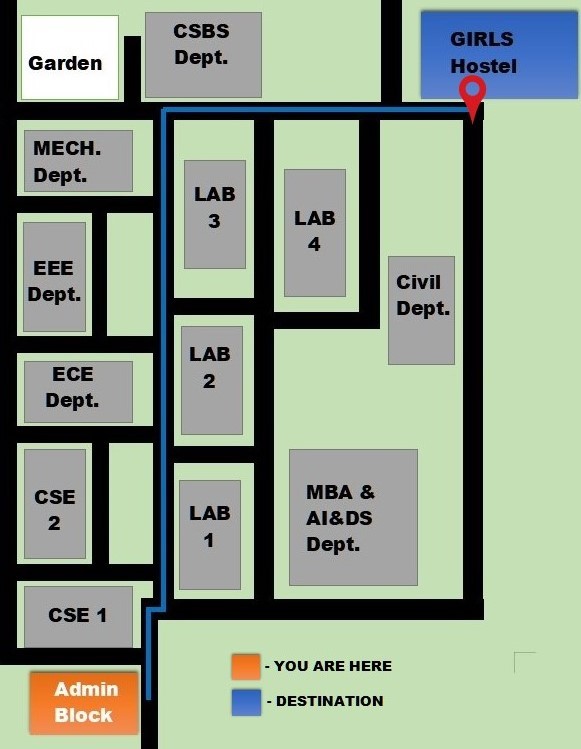 CSBS
Dept.
GIRLS
Hostel
Garden
MECH.
Dept.
LAB
3
LAB
4
EEE
Dept.
Civil
Dept.
LAB
2
ECE
Dept.
CSE
2
LAB
1
MBA &
AI&DS
Dept.
CSE 1
- YOU ARE HERE
Admin
Block
- DESTINATION